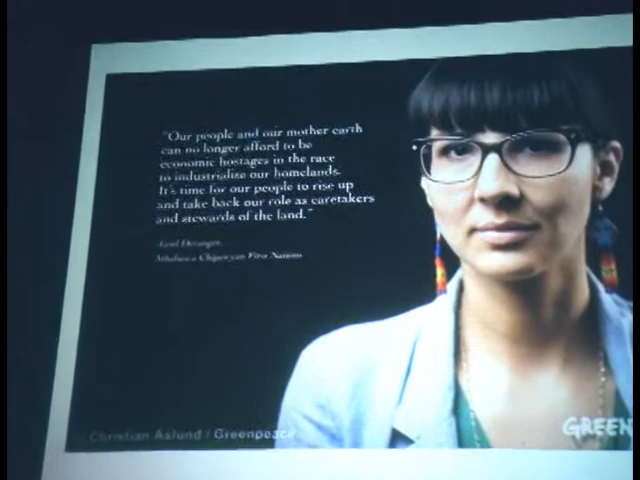 "Our people and our mother earth
can no longer afford to be
economic hostages in the race
to industrialize our homelands.
It's time for our people to rise up
and take back our role as caretakers
and stewards of the land."
Deranger,
Athabasca Chipewyan First Nations
Christian Åslund / Greenpeace
GREEN